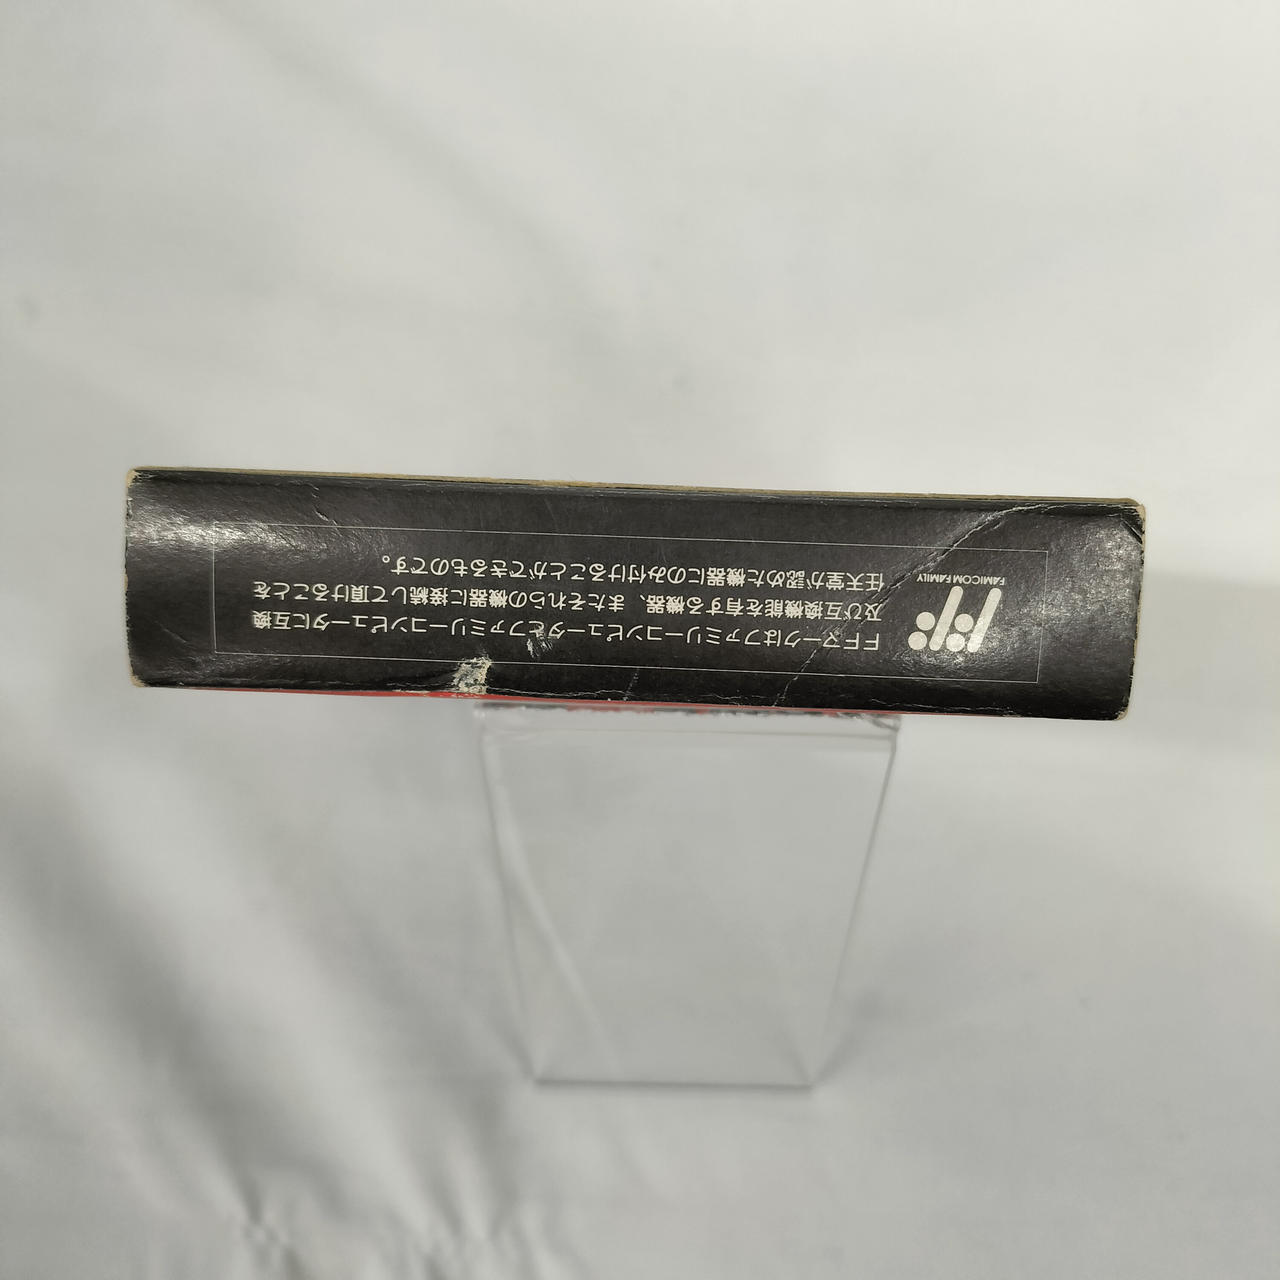 FAMICOM FAMILY
FFマークはファミリーコンピュータとファミリーコンピュータに互換
及び互換機能を有する機器、またそれらの機器に接続して頂けることを
任天堂が認めた機器にのみ付けることができるものです。